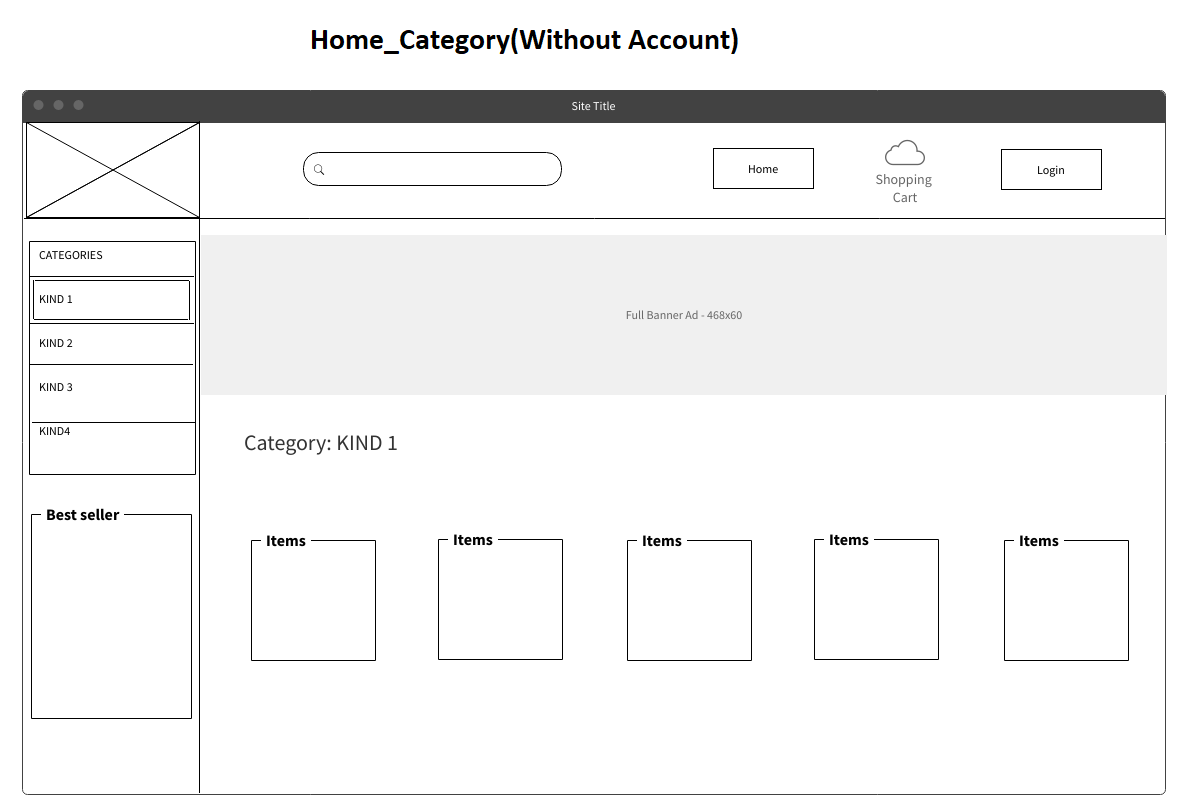 Home_Category(Without Account)
Site Title
Home
Shopping
Cart
Login
CATEGORIES
KIND 1
KIND 2
KIND 3
KIND4
Best seller
Full Banner Ad - 468x60
Category: KIND 1
Items
Items
Items
Items
Items